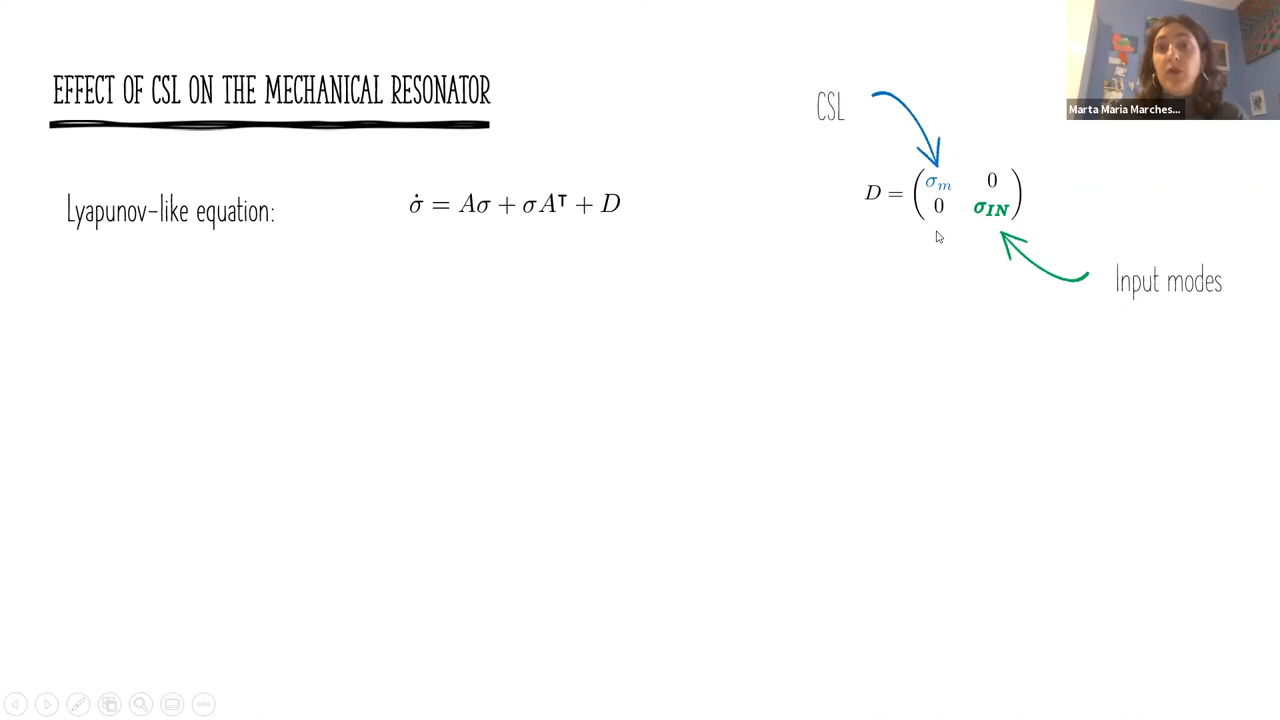 EFFECT OF CSL ON THE MECHANICAL RESONATOR
Lyapunov-like equation:
σ̇ = Aσ + σAᵀ + D
CSL
D = (σₘ 0
0 σ_IN)
Input modes
Marta Maria Marches...